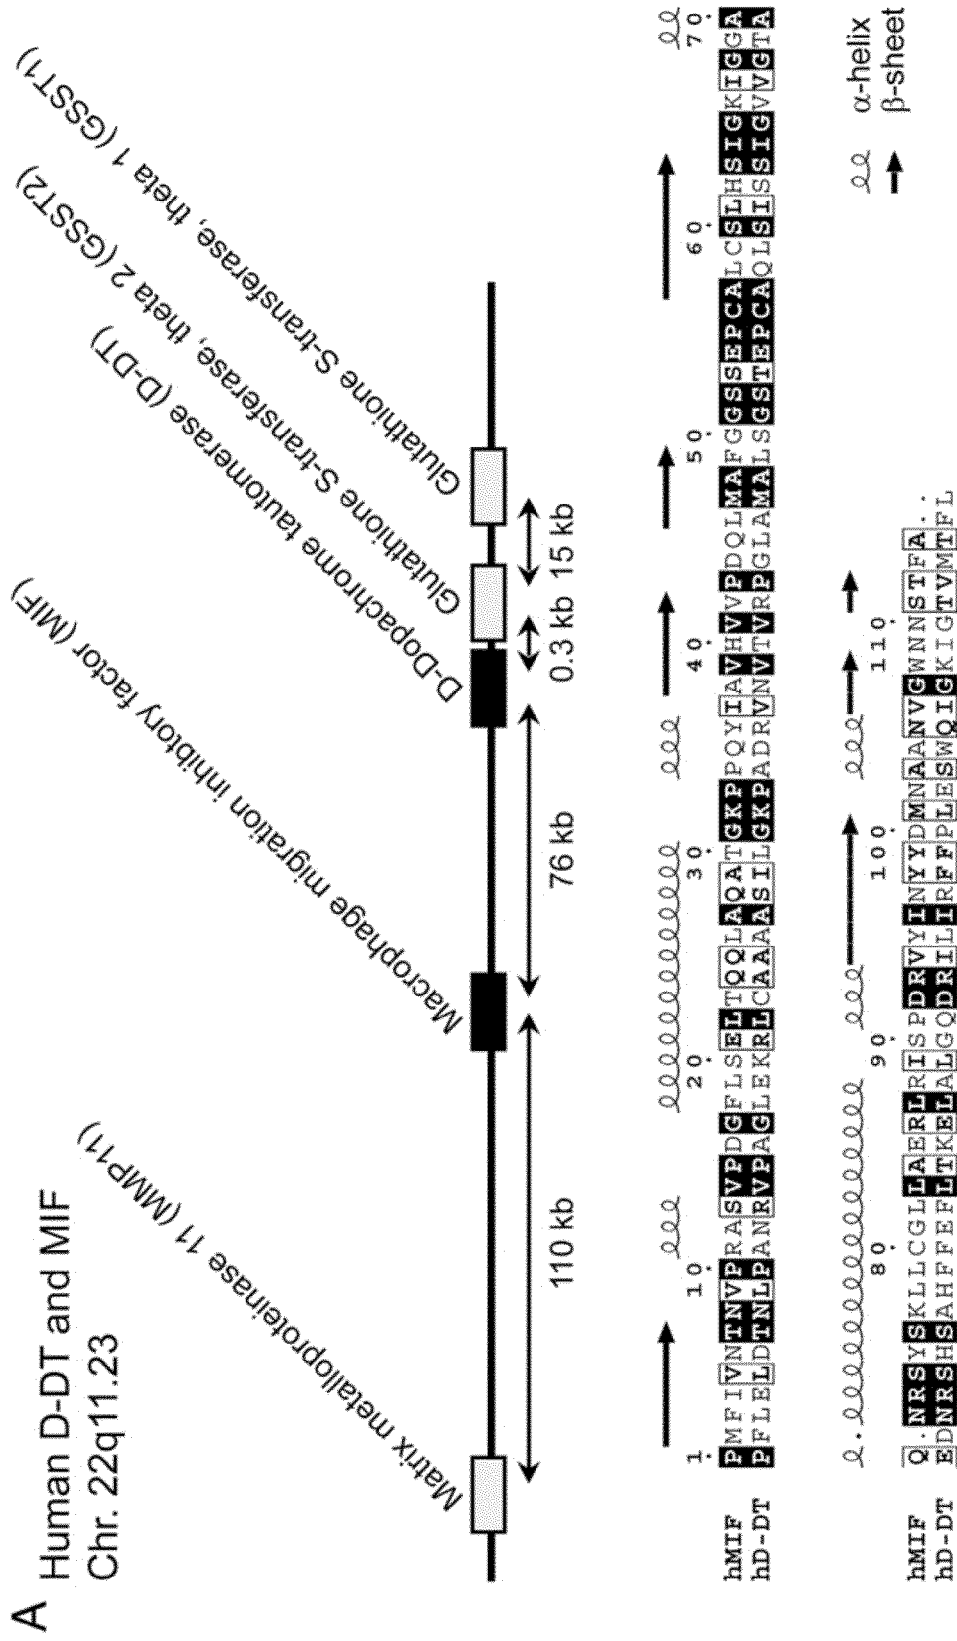 A
Human D-DT and MIF
Chr. 22q11.23
Matrix metalloproteinase 11 (MMP11)
Macrophage migration inhibtory factor (MIF)
D-Dopachrome tautomerase (D-DT)
Glutathione S-transferase, theta 2 (GSST2)
Glutathione S-transferase, theta 1 (GSST1)
110 kb 76 kb 0.3 kb 15 kb
1 10 20 30 40 50 60 70
hMIF PMFIVNTNVPRASVPDGFLSELTQQLAQATGKPPQYIAVHVVPDQLMAFGGSSEPCALCSLHSIGKIGGA
hD-DT PFLELDTNLPANRVPAGLEKRLCAAAASILGKPADRVNVTVRPGLAMALSGSTEPCAQLSISSIGVVGTA
80 90 100 110
hMIF Q.NRSYSKLLCGLLAERLRISPDRVYINYYDMNAANVGWNNSTFA..
hD-DT EDNRSHSAHFFEFLTKELALGQDRILIRFFPLESWQIGKIGTVMTFL
α-helix
β-sheet